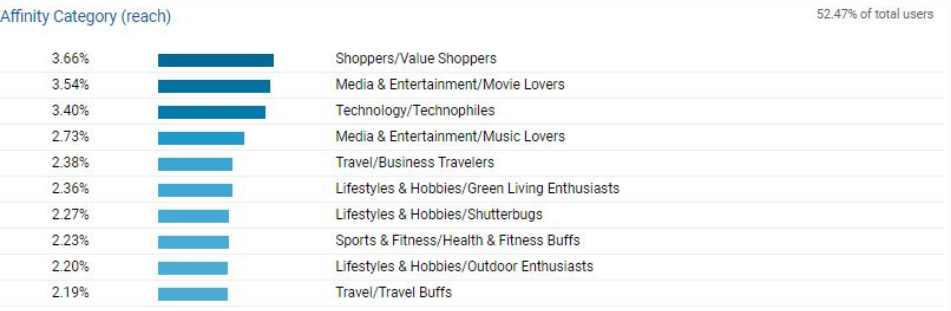 Affinity Category (reach) 52.47% of total users
3.66% Shoppers/Value Shoppers
3.54% Media & Entertainment/Movie Lovers
3.40% Technology/Technophiles
2.73% Media & Entertainment/Music Lovers
2.38% Travel/Business Travelers
2.36% Lifestyles & Hobbies/Green Living Enthusiasts
2.27% Lifestyles & Hobbies/Shutterbugs
2.23% Sports & Fitness/Health & Fitness Buffs
2.20% Lifestyles & Hobbies/Outdoor Enthusiasts
2.19% Travel/Travel Buffs